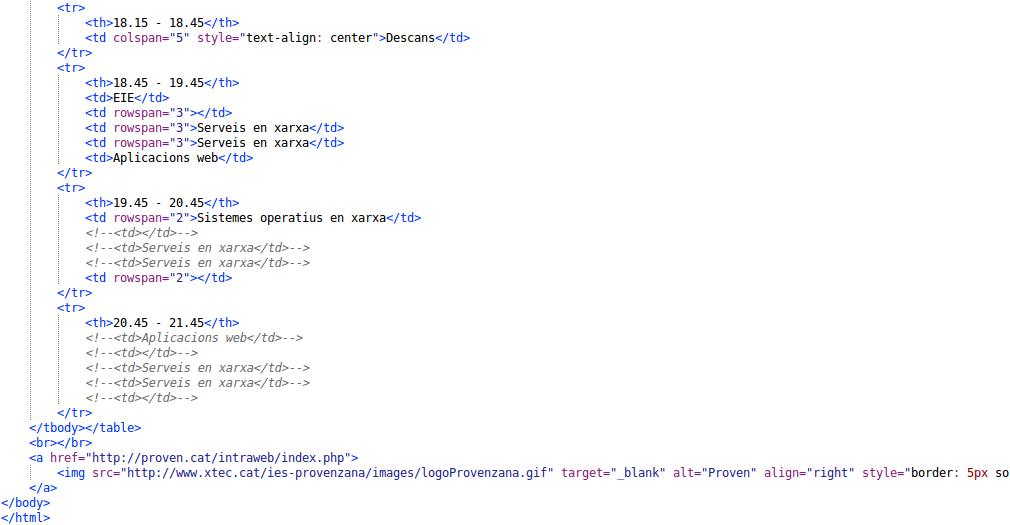 <tr>
<th>18.15 - 18.45</th>
<td colspan="5" style="text-align: center">Descans</td>
</tr>
<tr>
<th>18.45 - 19.45</th>
<td>EIE</td>
<td rowspan="3"></td>
<td rowspan="3">Serveis en xarxa</td>
<td rowspan="3">Serveis en xarxa</td>
<td>Aplicacions web</td>
</tr>
<tr>
<th>19.45 - 20.45</th>
<td rowspan="2">Sistemes operatius en xarxa</td>
<!--<td></td>-->
<!--<td>Serveis en xarxa</td>-->
<!--<td>Serveis en xarxa</td>-->
<td rowspan="2"></td>
</tr>
<tr>
<th>20.45 - 21.45</th>
<!--<td>Aplicacions web</td>-->
<!--<td></td>-->
<!--<td>Serveis en xarxa</td>-->
<!--<td>Serveis en xarxa</td>-->
<!--<td></td>-->
</tr>
</tbody></table>
<br></br>
<a href="http://proven.cat/intraweb/index.php">
<img src="http://www.xtec.cat/ies-provenzana/images/logoProvenzana.gif" target="_blank" alt="Proven" align="right" style="border: 5px so
</a>
</body>
</html>